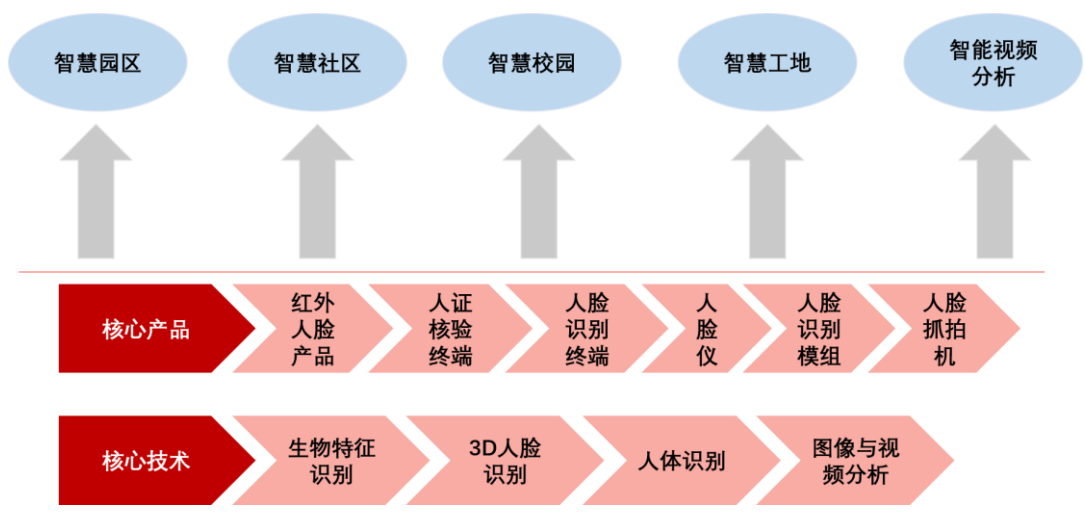 智慧园区
智慧社区
智慧校园
智慧工地
智能视频
分析
核心产品
红外
人脸
产品
人证
核验
终端
人脸
识别
终端
人
脸
仪
人脸
识别
模组
人脸
抓拍
机
核心技术
生物特征
识别
3D人脸
识别
人体识别
图像与视
频分析